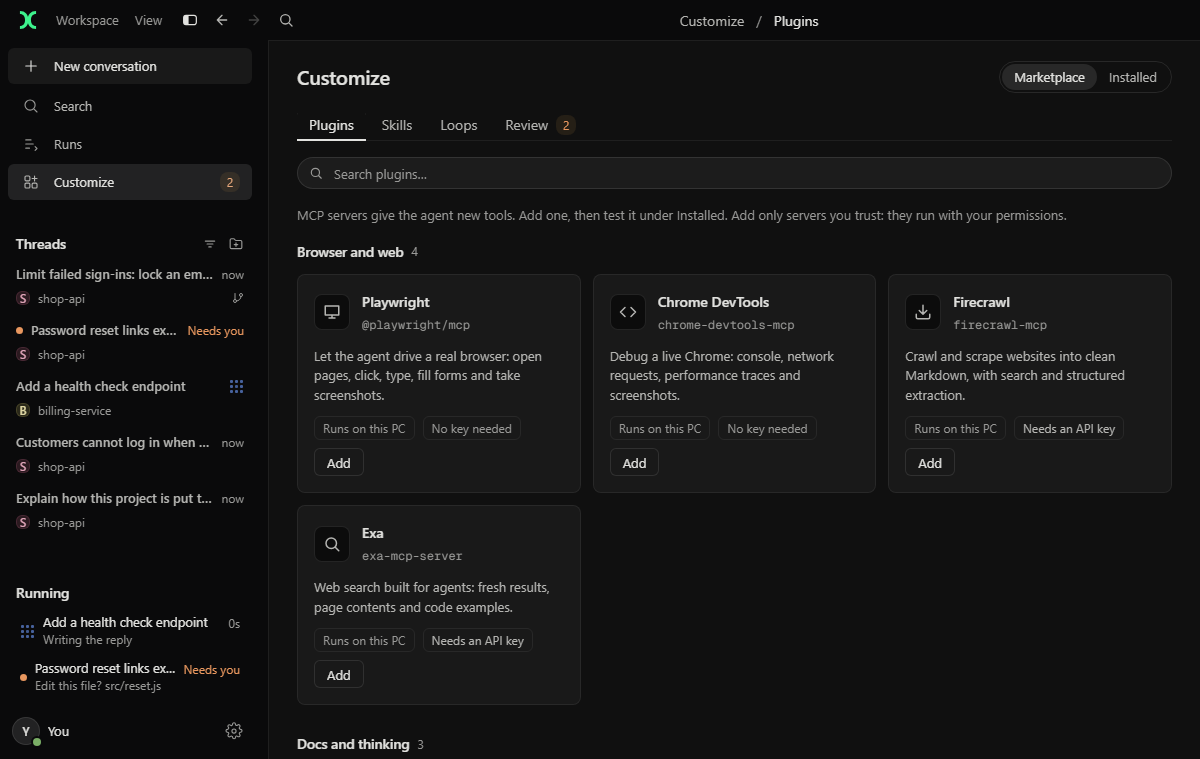 Workspace View
Customize / Plugins
New conversation
Search
Runs
Customize 2
Threads
Limit failed sign-ins: lock an em... now
S shop-api
Password reset links ex... Needs you
S shop-api
Add a health check endpoint
B billing-service
Customers cannot log in when ... now
S shop-api
Explain how this project is put t... now
S shop-api
Running
Add a health check endpoint 0s
Writing the reply
Password reset links ex... Needs you
Edit this file? src/reset.js
Y You
Customize
Marketplace Installed
Plugins Skills Loops Review 2
Search plugins...
MCP servers give the agent new tools. Add one, then test it under Installed. Add only servers you trust: they run with your permissions.
Browser and web 4
Playwright
@playwright/mcp
Let the agent drive a real browser: open
pages, click, type, fill forms and take
screenshots.
Runs on this PC No key needed
Add
Chrome DevTools
chrome-devtools-mcp
Debug a live Chrome: console, network
requests, performance traces and
screenshots.
Runs on this PC No key needed
Add
Firecrawl
firecrawl-mcp
Crawl and scrape websites into clean
Markdown, with search and structured
extraction.
Runs on this PC Needs an API key
Add
Exa
exa-mcp-server
Web search built for agents: fresh results,
page contents and code examples.
Runs on this PC Needs an API key
Add
Docs and thinking 3